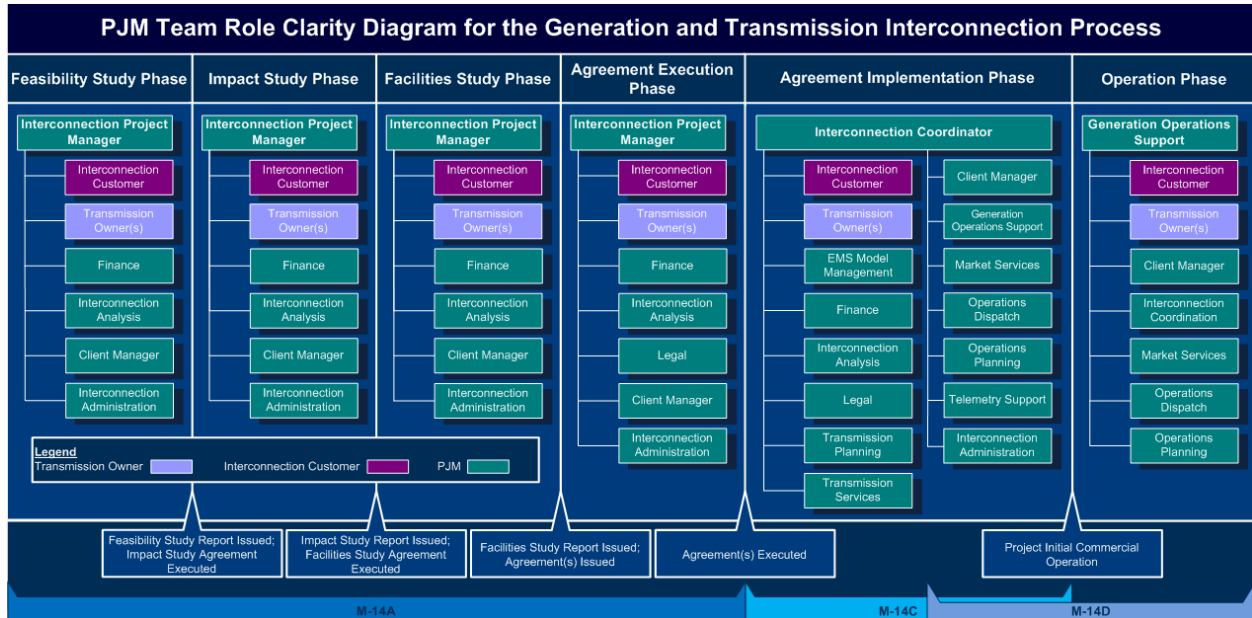 PJM Team Role Clarity Diagram for the Generation and Transmission Interconnection Process
Feasibility Study Phase
Impact Study Phase
Facilities Study Phase
Agreement Execution
Phase
Agreement Implementation Phase
Operation Phase
Interconnection Project
Manager
Interconnection
Customer
Transmission
Owner(s)
Finance
Interconnection
Analysis
Client Manager
Interconnection
Administration
Interconnection Project
Manager
Interconnection
Customer
Transmission
Owner(s)
Finance
Interconnection
Analysis
Client Manager
Interconnection
Administration
Interconnection Project
Manager
Interconnection
Customer
Transmission
Owner(s)
Finance
Interconnection
Analysis
Client Manager
Interconnection
Administration
Interconnection Project
Manager
Interconnection
Customer
Transmission
Owner(s)
Finance
Interconnection
Analysis
Legal
Client Manager
Interconnection
Administration
Interconnection Coordinator
Interconnection
Customer
Transmission
Owner(s)
EMS Model
Management
Finance
Interconnection
Analysis
Legal
Transmission
Planning
Transmission
Services
Client Manager
Generation
Operations Support
Market Services
Operations
Dispatch
Operations
Planning
Telemetry Support
Interconnection
Administration
Generation Operations
Support
Interconnection
Customer
Transmission
Owner(s)
Client Manager
Interconnection
Coordination
Market Services
Operations
Dispatch
Operations
Planning
Legend
Transmission Owner
Interconnection Customer
PJM
Feasibility Study Report Issued;
Impact Study Agreement
Executed
Impact Study Report Issued;
Facilities Study Agreement
Executed
Facilities Study Report Issued;
Agreement(s) Issued
Agreement(s) Executed
Project Initial Commercial
Operation
M-14A
M-14C
M-14D